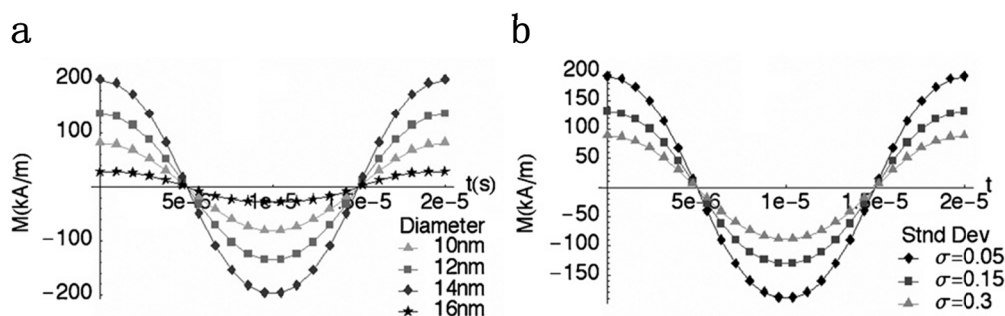 a
b
200
100
-100
-200
M(kA/m)
5e-6
1e-5
1.5e-5
2e-5
t(s)
Diameter
10nm
12nm
14nm
16nm
200
150
100
50
-50
-100
-150
M(kA/m)
5e-6
1e-5
1.5e-5
2e-5
t
Stnd Dev
σ=0.05
σ=0.15
σ=0.3